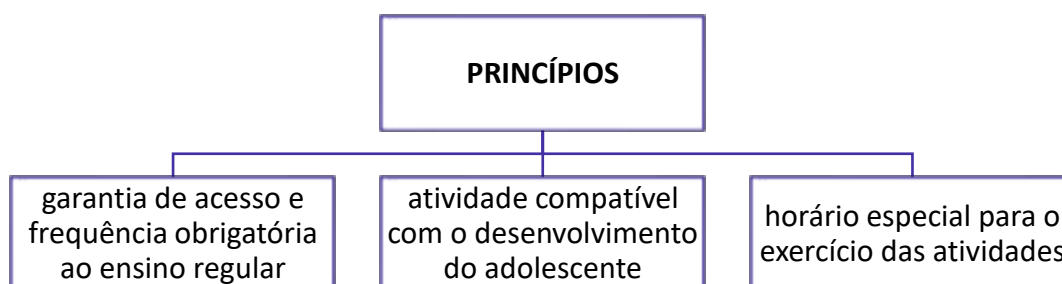 PRINCÍPIOS
garantia de acesso e
frequência obrigatória
ao ensino regular
atividade compatível
com o desenvolvimento
do adolescente
horário especial para o
exercício das atividades